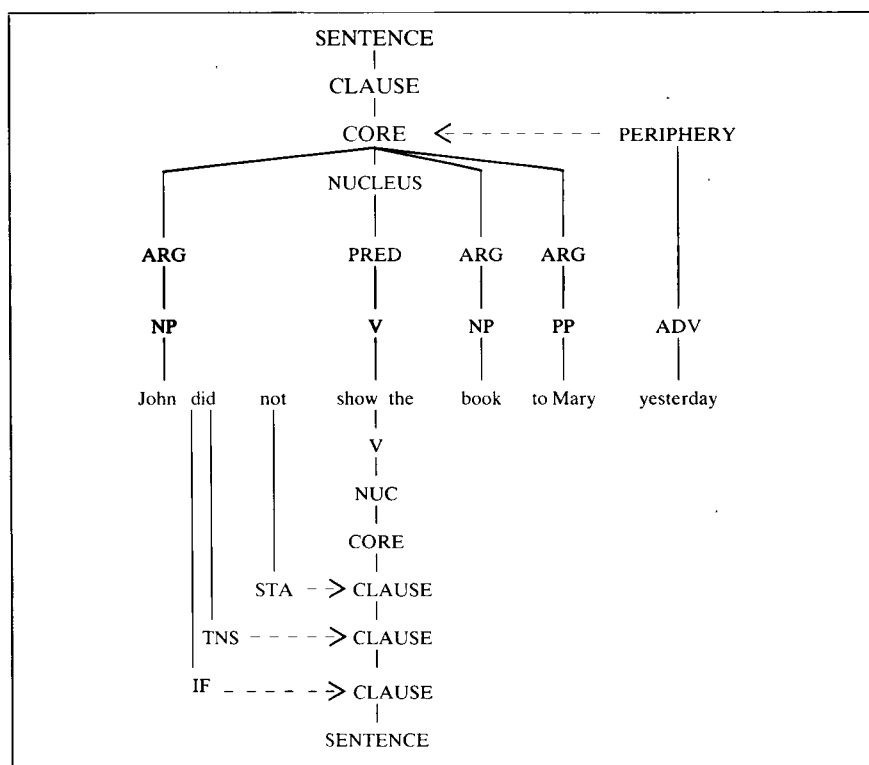 SENTENCE
CLAUSE
CORE PERIPHERY
NUCLEUS
ARG PRED ARG ARG
NP V NP PP ADV
John did not show the book to Mary yesterday
V
NUC
CORE
STA CLAUSE
TNS CLAUSE
IF CLAUSE
SENTENCE